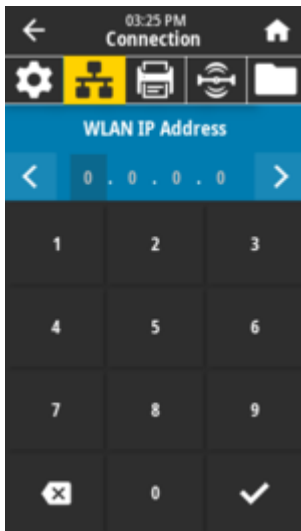 03:25 PM
Connection
WLAN IP Address
0 . 0 . 0 . 0
1 2 3
4 5 6
7 8 9
0